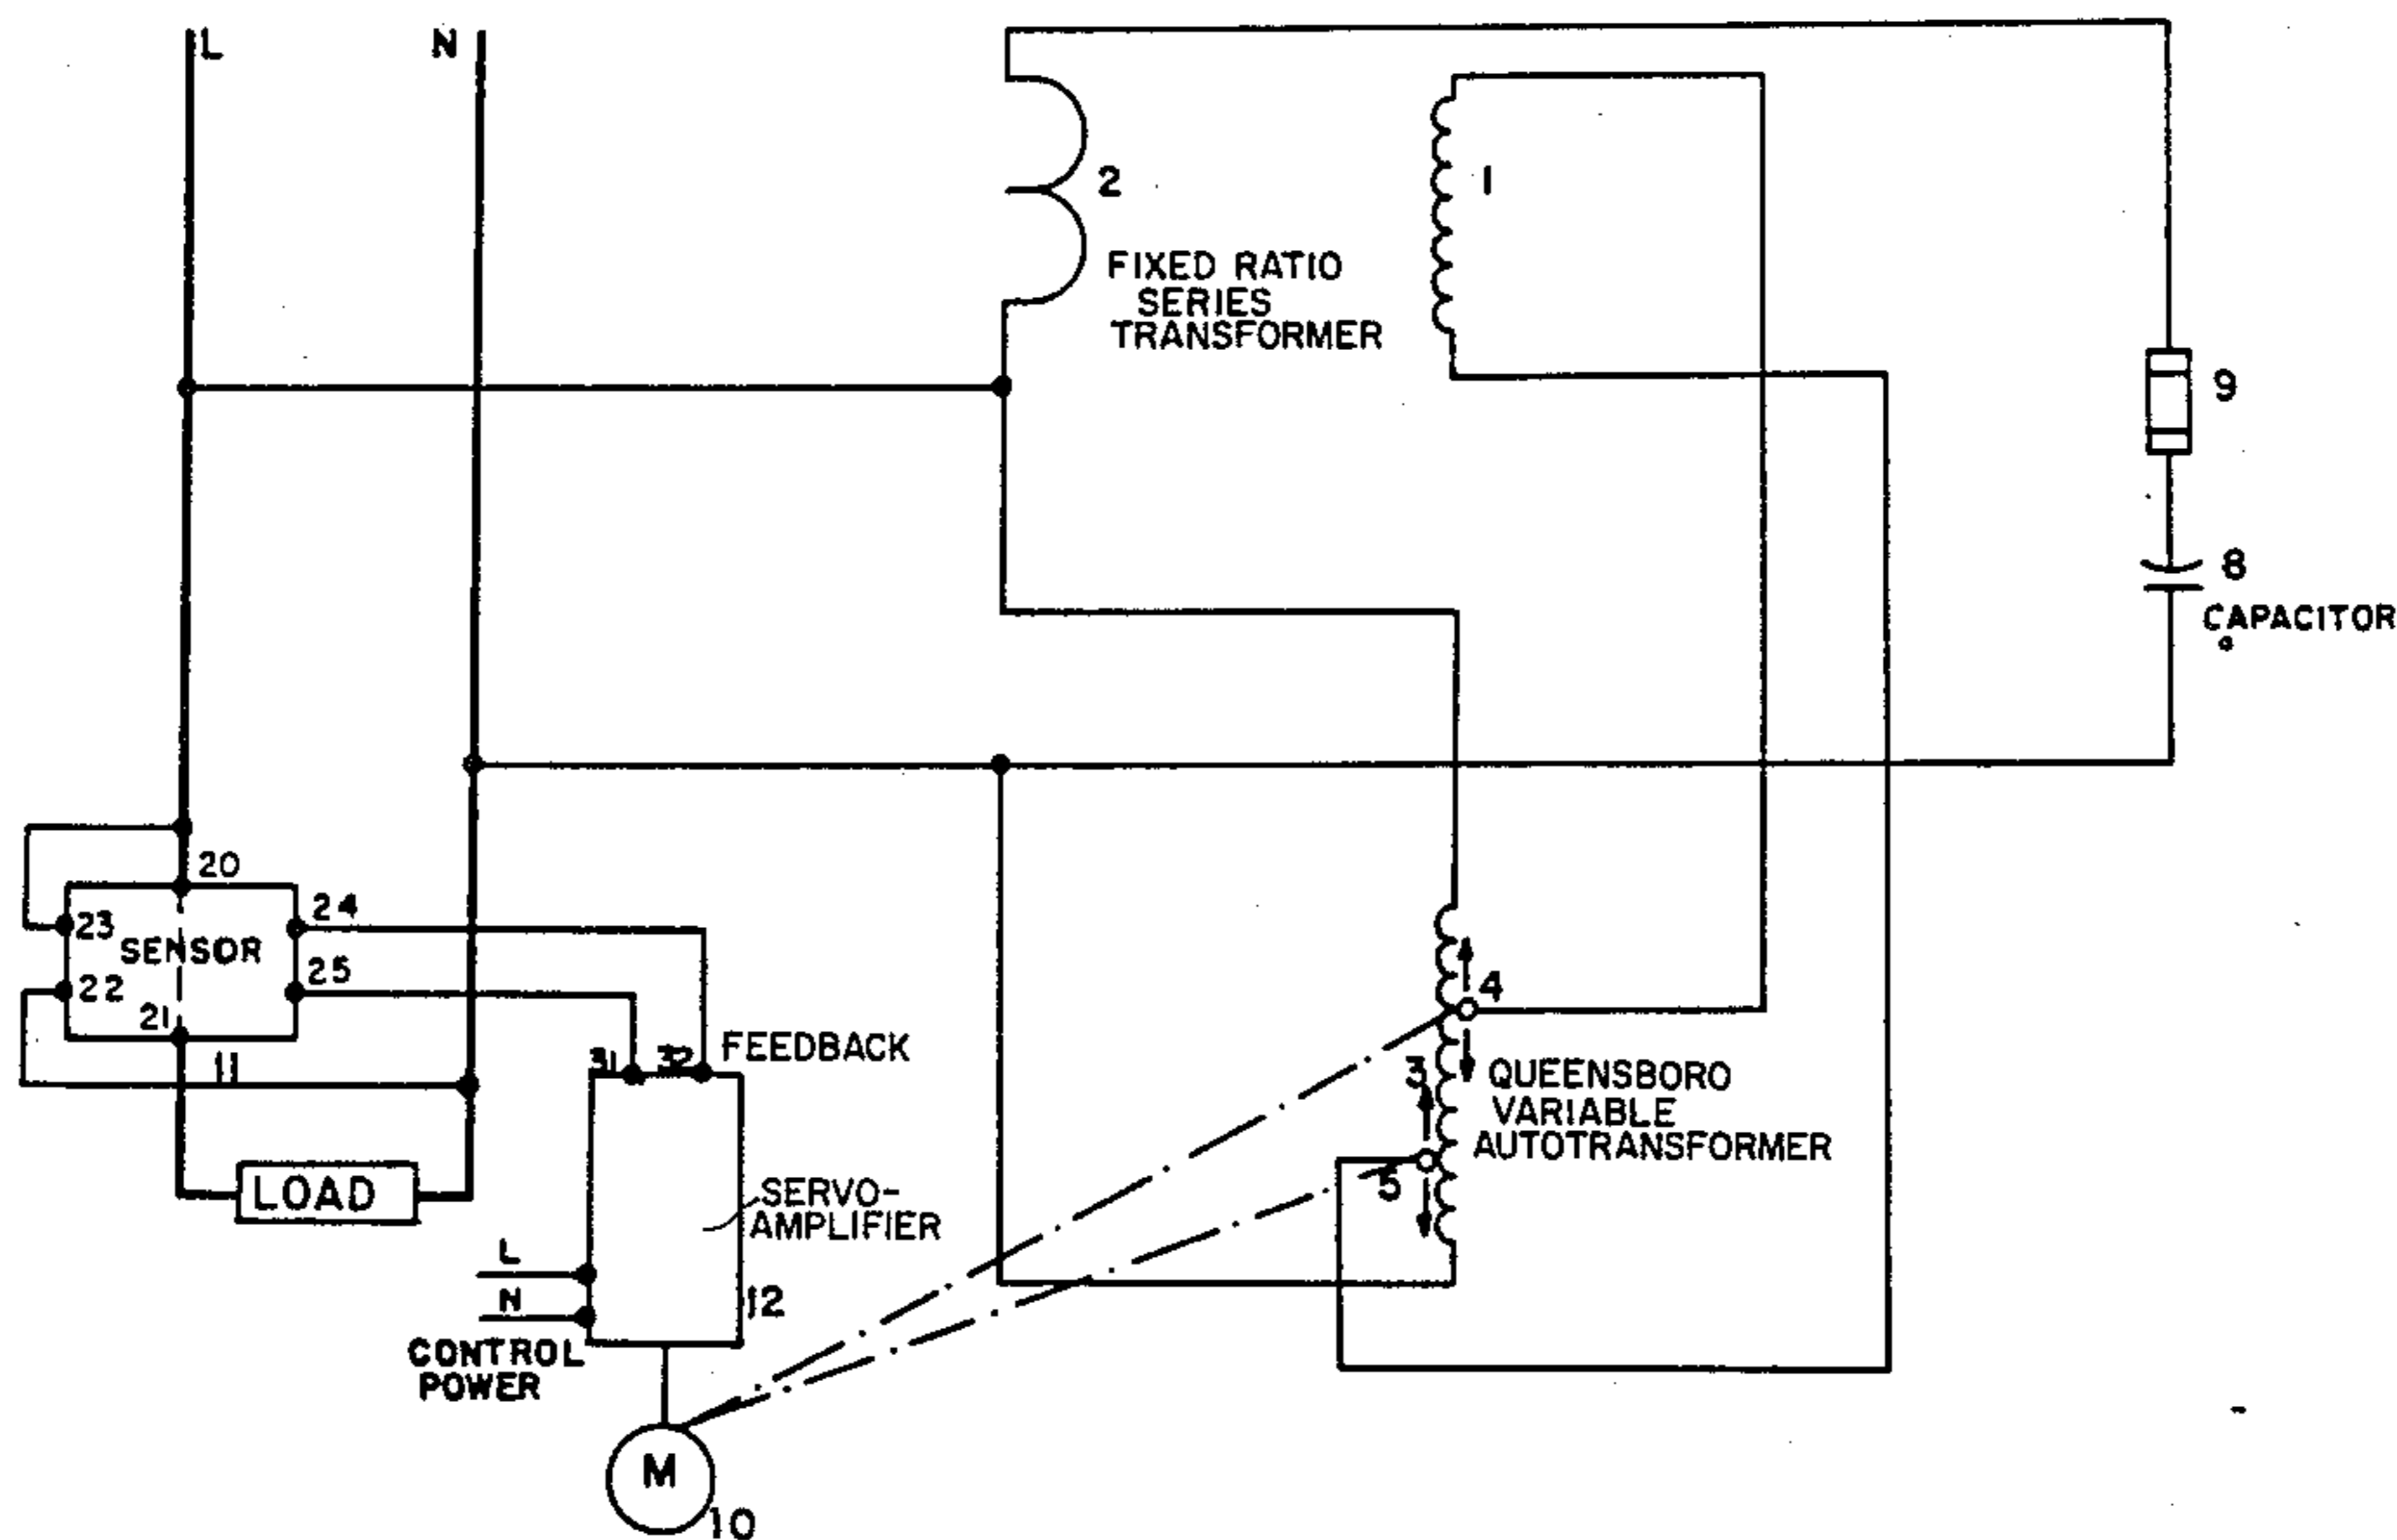 L
N
2
1
FIXED RATIO
SERIES
TRANSFORMER
9
8
CAPACITOR
20
24
23
SENSOR
25
22
21
4
11
31
32
FEEDBACK
3
QUEENSBORO
VARIABLE
AUTOTRANSFORMER
5
LOAD
SERVO-
AMPLIFIER
L
N
12
CONTROL
POWER
M
10